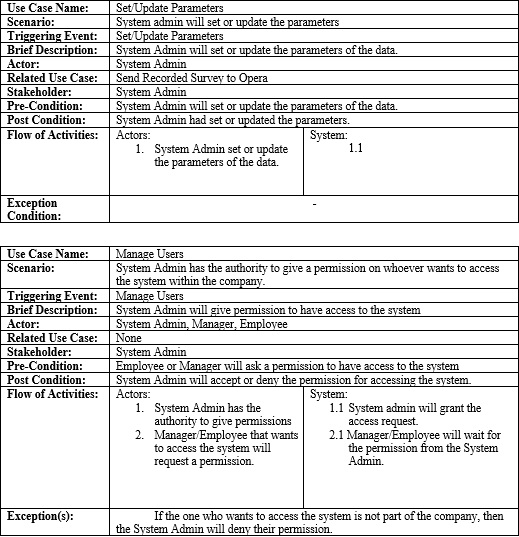 Use Case Name: Set/Update Parameters
Scenario: System admin will set or update the parameters
Triggering Event: Set/Update Parameters
Brief Description: System Admin will set or update the parameters of the data.
Actor: System Admin
Related Use Case: Send Recorded Survey to Opera
Stakeholder: System Admin
Pre-Condition: System Admin will set or update the parameters of the data.
Post Condition: System Admin had set or updated the parameters.
Flow of Activities: Actors: System:
1. System Admin set or update 1.1
the parameters of the data.
Exception -
Condition:
Use Case Name: Manage Users
Scenario: System Admin has the authority to give a permission on whoever wants to access
the system within the company.
Triggering Event: Manage Users
Brief Description: System Admin will give permission to have access to the system
Actor: System Admin, Manager, Employee
Related Use Case: None
Stakeholder: System Admin
Pre-Condition: Employee or Manager will ask a permission to have access to the system
Post Condition: System Admin will accept or deny the permission for accessing the system.
Flow of Activities: Actors: System:
1. System Admin has the 1.1 System admin will grant the
authority to give permissions access request.
2. Manager/Employee that wants 2.1 Manager/Employee will wait for
to access the system will the permission from the System
request a permission. Admin.
Exception(s): If the one who wants to access the system is not part of the company, then
the System Admin will deny their permission.